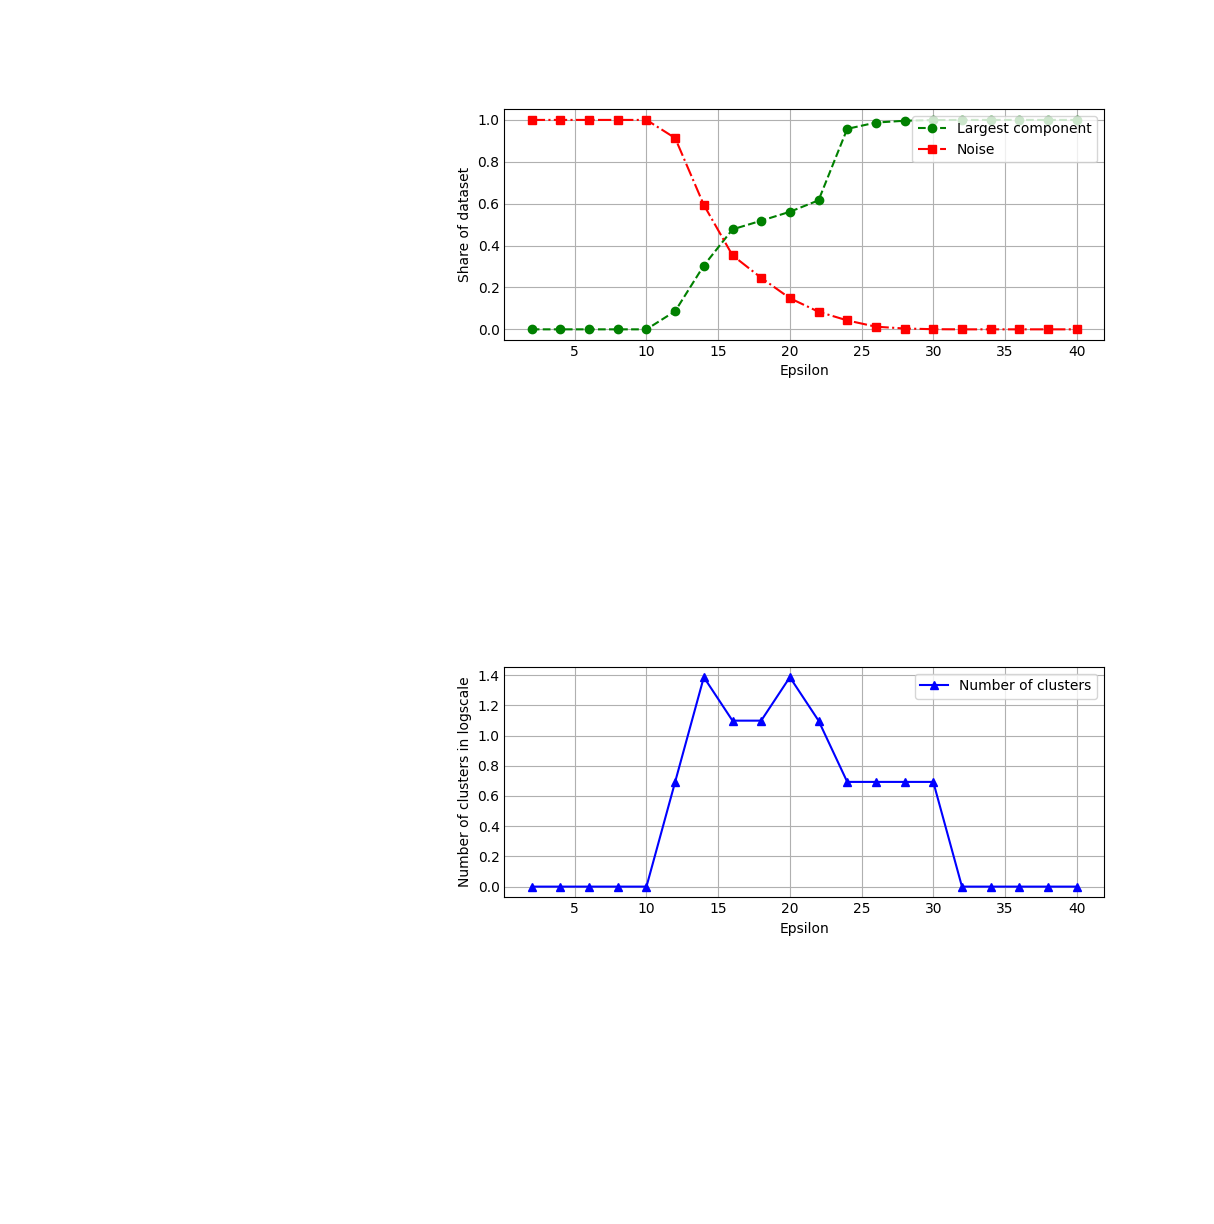 1.0
0.8
0.6
0.4
0.2
0.0
Share of dataset
Largest component
Noise
5 10 15 20 25 30 35 40
Epsilon
1.4
1.2
1.0
0.8
0.6
0.4
0.2
0.0
Number of clusters in logscale
Number of clusters
5 10 15 20 25 30 35 40
Epsilon